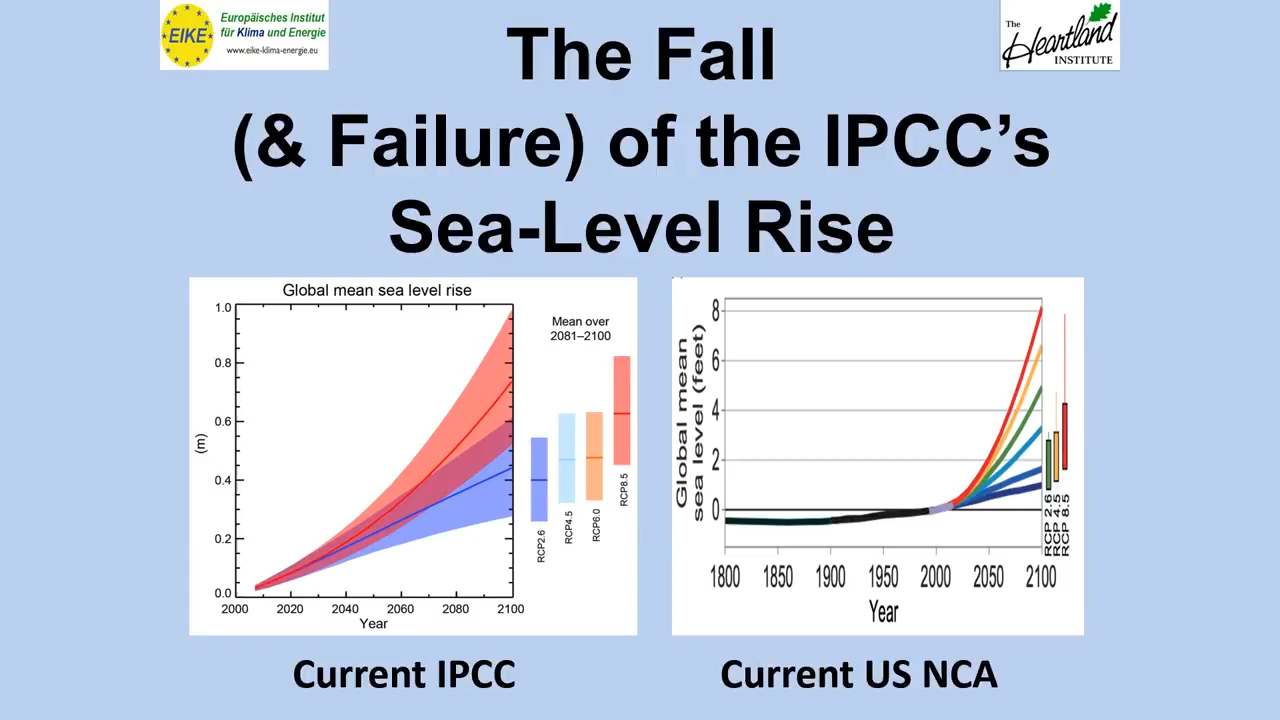 EIKE
Europäisches Institut
für Klima und Energie
www.eike-klima-energie.eu
The
Heartland
INSTITUTE
The Fall
(& Failure) of the IPCC’s
Sea-Level Rise
Global mean sea level rise
1.0
0.8
0.6
0.4
0.2
0.0
(m)
2000 2020 2040 2060 2080 2100
Year
Mean over
2081–2100
RCP2.6
RCP4.5
RCP6.0
RCP8.5
Global mean
sea level (feet)
8
6
4
2
0
1800 1850 1900 1950 2000 2050 2100
Year
RCP 2.6
RCP 4.5
RCP 8.5
Current IPCC
Current US NCA